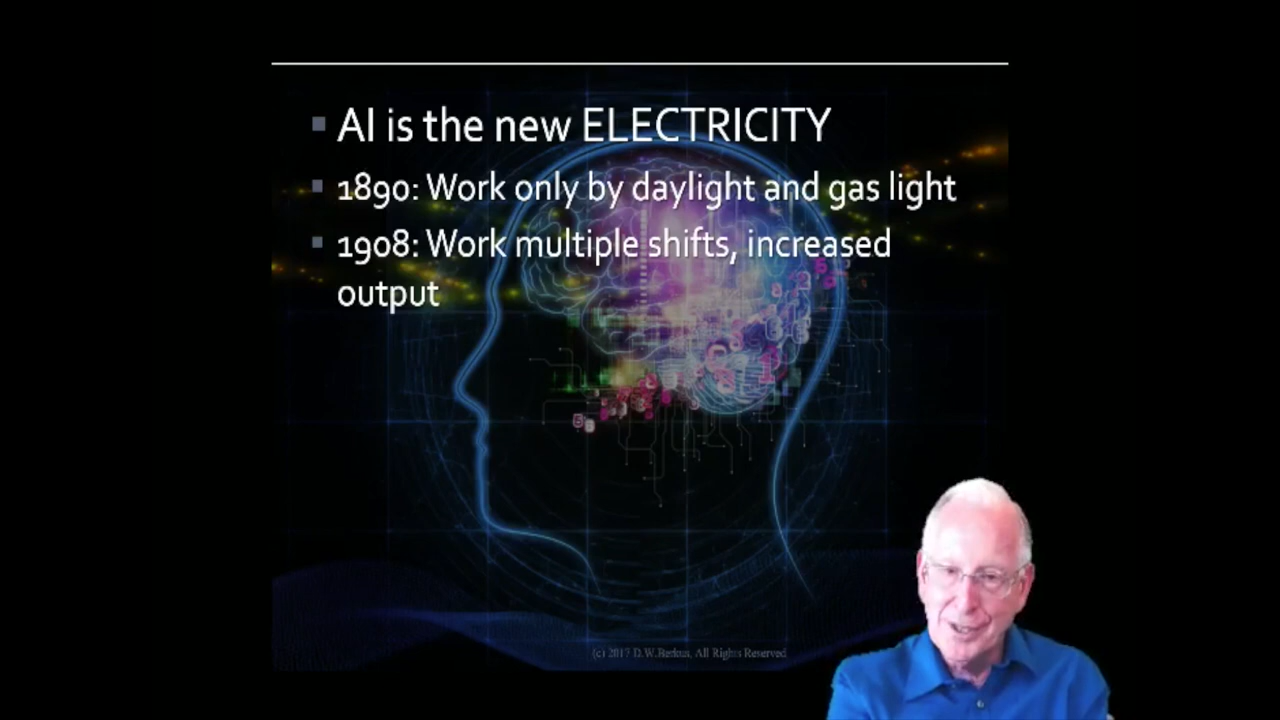 AI is the new ELECTRICITY
1890: Work only by daylight and gas light
1908: Work multiple shifts, increased
output
(c) 2017 D.W.Berkus, All Rights Reserved